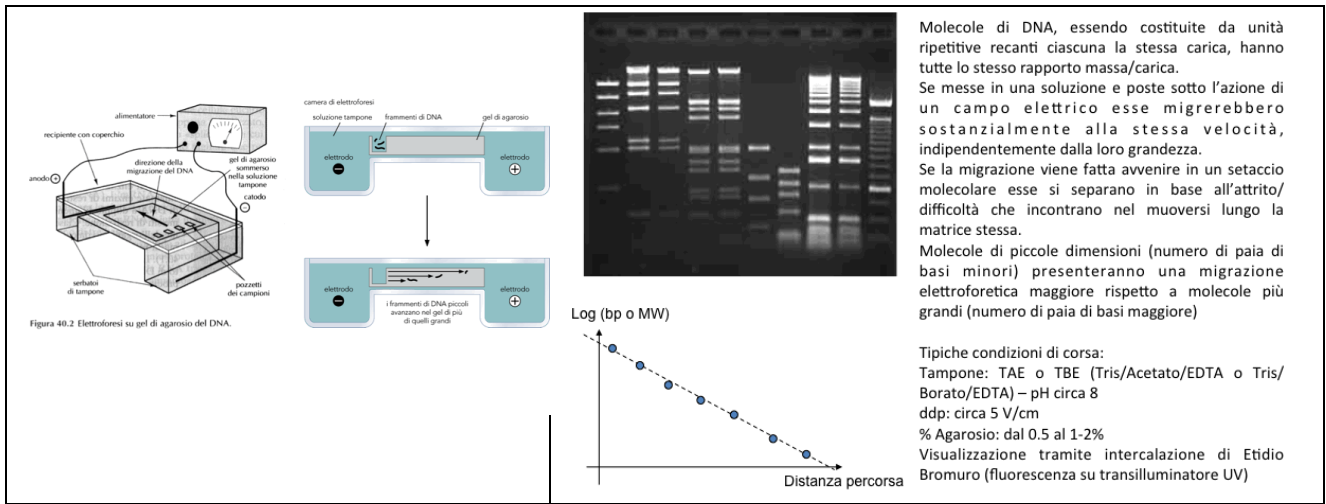 alimentatore
recipiente con coperchio
direzione della
migrazione del DNA
gel di agarosio
sommerso
nella soluzione
tampone
anodo +
catodo
−
serbatoi
di tampone
pozzetti
dei campioni
Figura 40.2 Elettroforesi su gel di agarosio del DNA.
camera di elettroforesi
soluzione tampone
frammenti di DNA
gel di agarosio
elettrodo
−
elettrodo
+
elettrodo
−
elettrodo
+
i frammenti di DNA piccoli
avanzano nel gel di più
di quelli grandi
Log (bp o MW)
Distanza percorsa
Molecole di DNA, essendo costituite da unità
ripetitive recanti ciascuna la stessa carica, hanno
tutte lo stesso rapporto massa/carica.
Se messe in una soluzione e poste sotto l’azione di
un campo elettrico esse migrerebbero
sostanzialmente alla stessa velocità,
indipendentemente dalla loro grandezza.
Se la migrazione viene fatta avvenire in un setaccio
molecolare esse si separano in base all’attrito/
difficoltà che incontrano nel muoversi lungo la
matrice stessa.
Molecole di piccole dimensioni (numero di paia di
basi minori) presenteranno una migrazione
elettroforetica maggiore rispetto a molecole più
grandi (numero di paia di basi maggiore)
Tipiche condizioni di corsa:
Tampone: TAE o TBE (Tris/Acetato/EDTA o Tris/
Borato/EDTA) – pH circa 8
ddp: circa 5 V/cm
% Agarosio: dal 0.5 al 1-2%
Visualizzazione tramite intercalazione di Etidio
Bromuro (fluorescenza su transilluminatore UV)